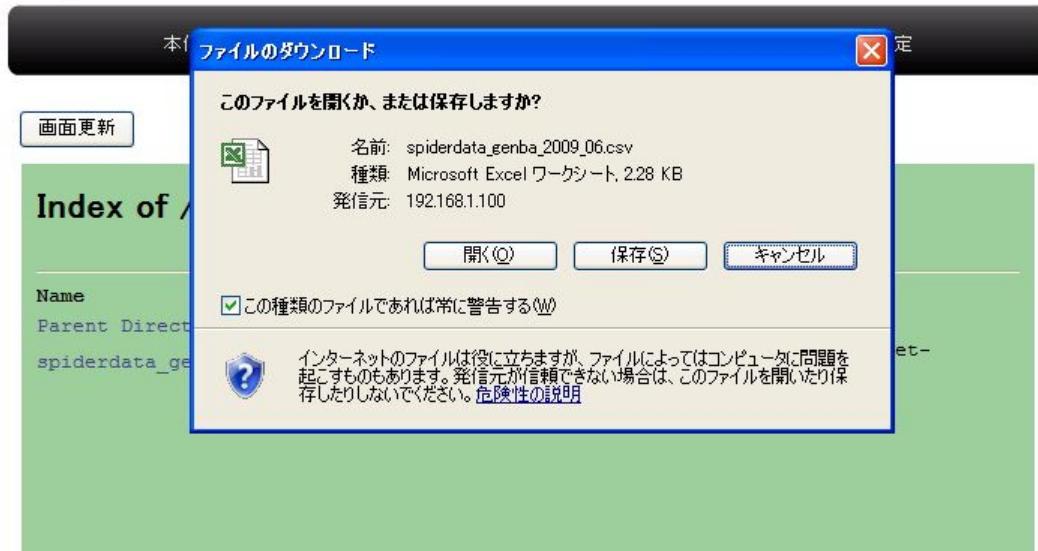 本
定
ファイルのダウンロード
このファイルを開くか、または保存しますか?
画面更新
名前: spiderdata_genba_2009_06.csv
種類: Microsoft Excel ワークシート, 2.28 KB
発信元: 192.168.1.100
Index of /
開く(O) 保存(S) キャンセル
Name
この種類のファイルであれば常に警告する(W)
Parent Direct
spiderdata_ge
et-
インターネットのファイルは役に立ちますが、ファイルによってはコンピュータに問題を
起こすものもあります。発信元が信頼できない場合は、このファイルを開いたり保
存したりしないでください。危険性の説明